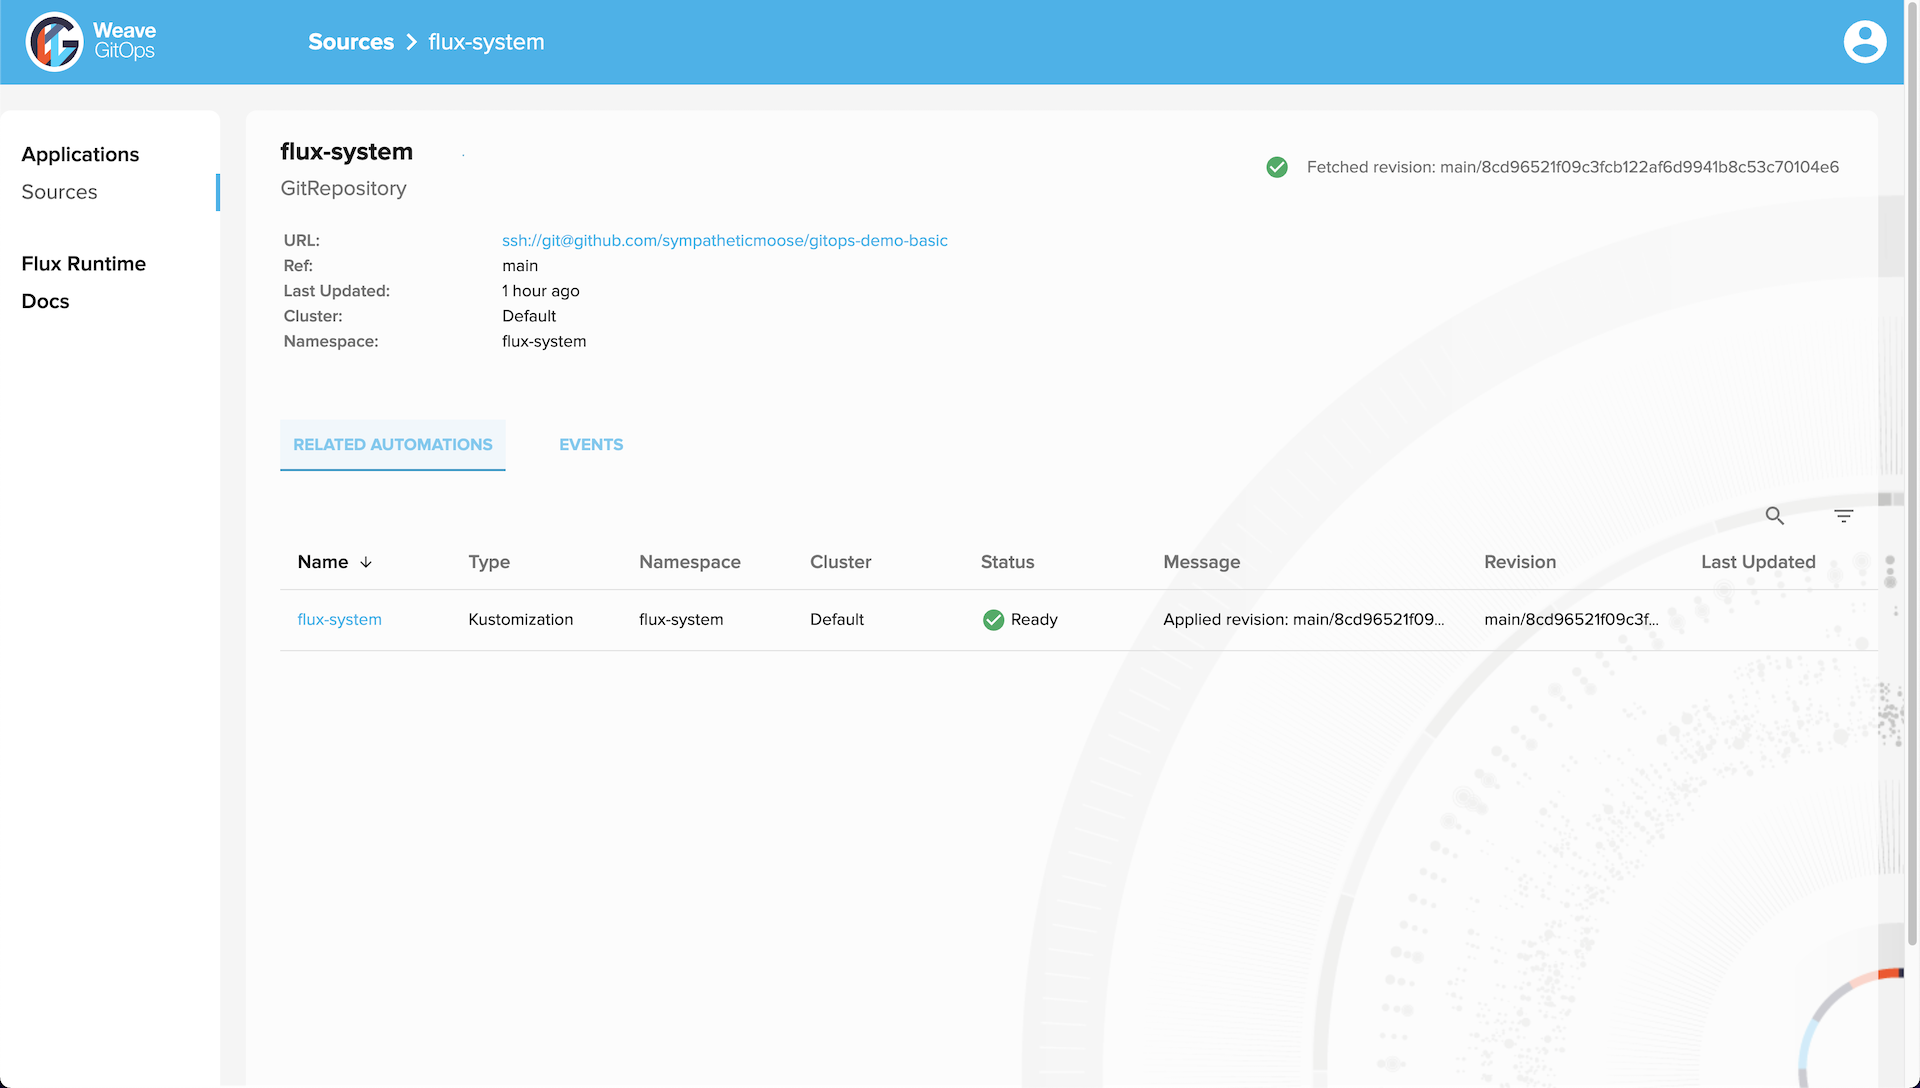 Weave
GitOps
Sources > flux-system
Applications
Sources
Flux Runtime
Docs
flux-system
GitRepository
Fetched revision: main/8cd96521f09c3fcb122af6d9941b8c53c70104e6
URL: ssh://git@github.com/sympatheticmoose/gitops-demo-basic
Ref: main
Last Updated: 1 hour ago
Cluster: Default
Namespace: flux-system
RELATED AUTOMATIONS EVENTS
Name ↓ Type Namespace Cluster Status Message Revision Last Updated
flux-system Kustomization flux-system Default Ready Applied revision: main/8cd96521f09... main/8cd96521f09c3f...